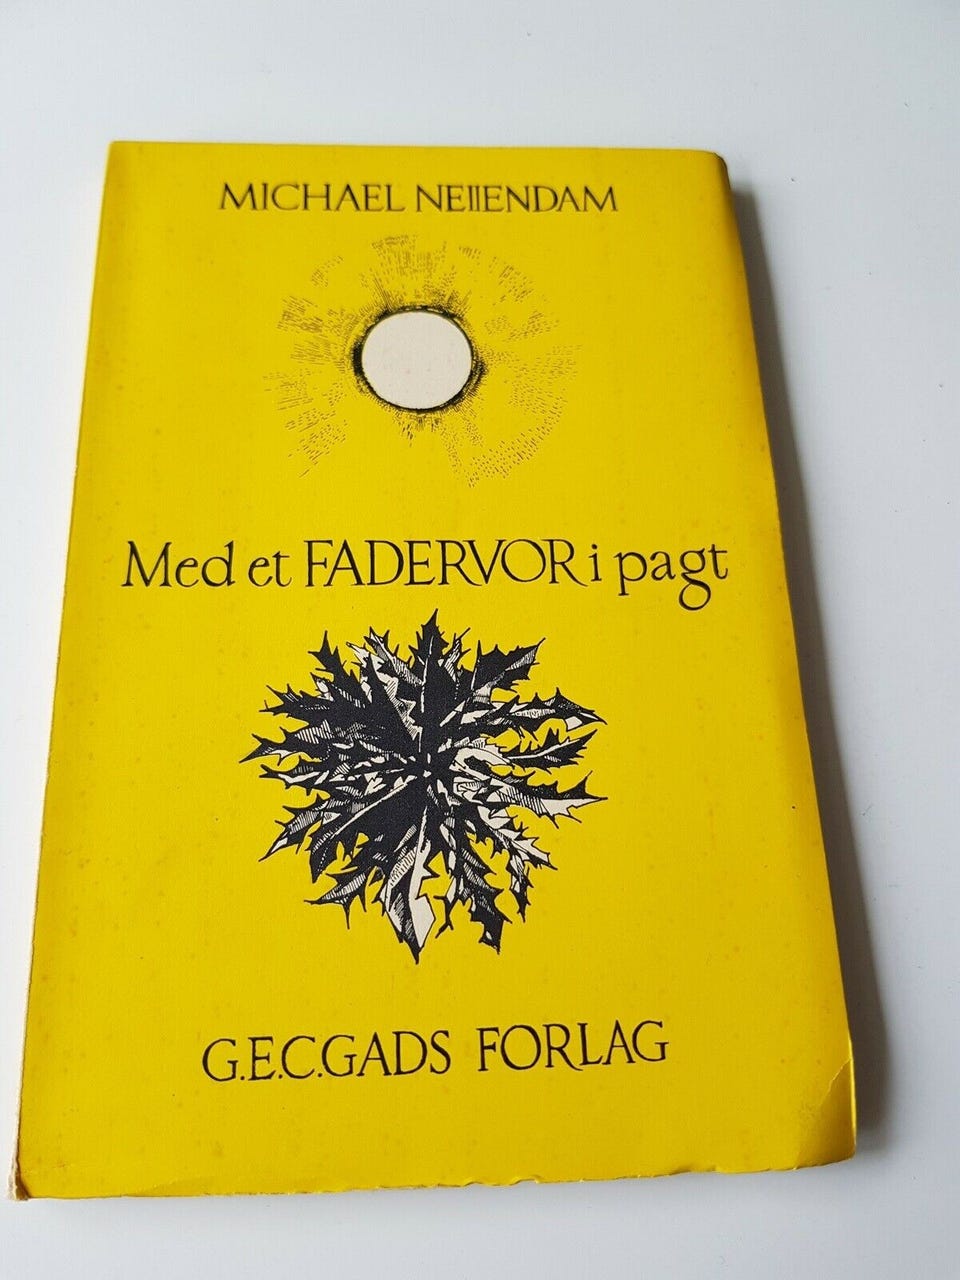 MICHAEL NEIIENDAM
Med et FADERVOR i pagt
G.E.C.GADS FORLAG